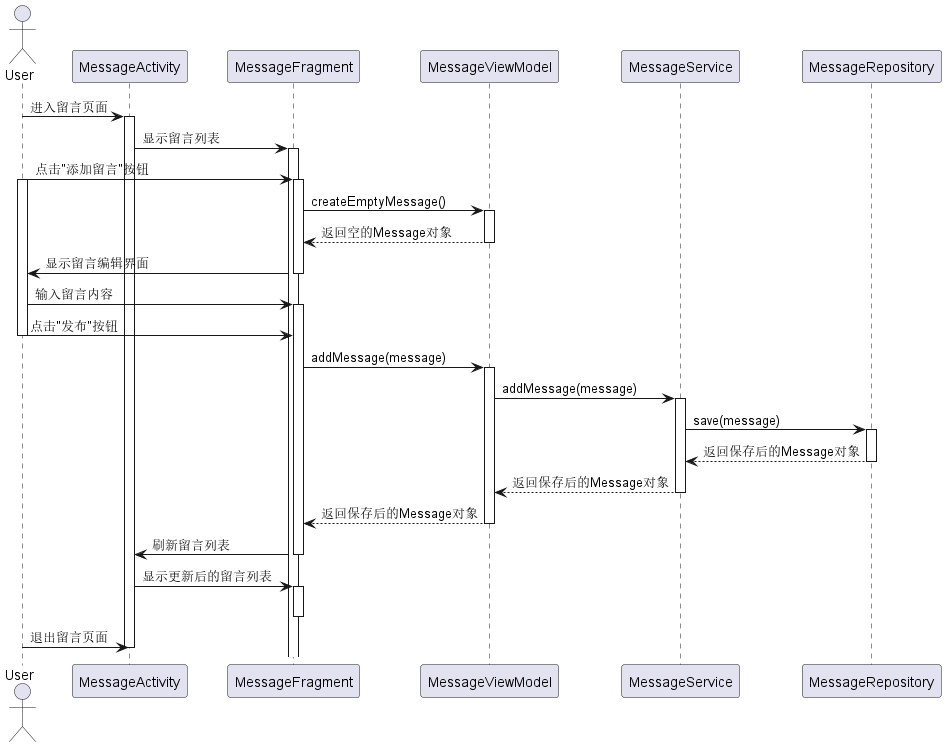 User
MessageActivity
MessageFragment
MessageViewModel
MessageService
MessageRepository
进入留言页面
显示留言列表
点击"添加留言"按钮
createEmptyMessage()
返回空的Message对象
显示留言编辑界面
输入留言内容
点击"发布"按钮
addMessage(message)
addMessage(message)
save(message)
返回保存后的Message对象
返回保存后的Message对象
返回保存后的Message对象
刷新留言列表
显示更新后的留言列表
退出留言页面
User
MessageActivity
MessageFragment
MessageViewModel
MessageService
MessageRepository